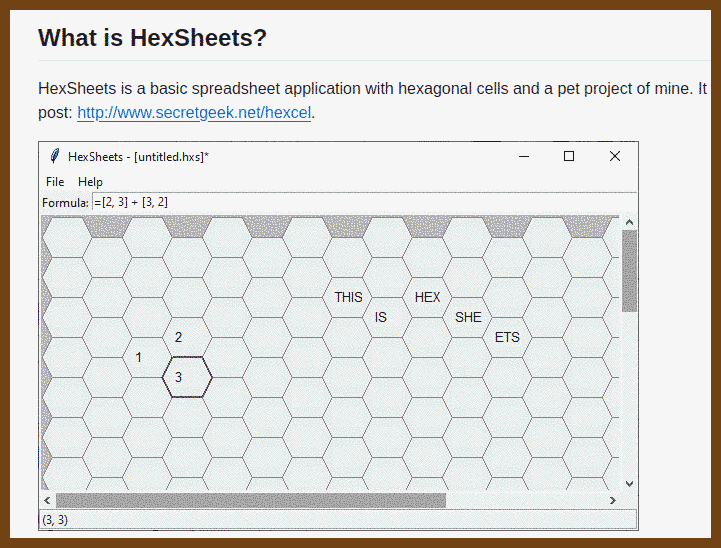 What is HexSheets?
HexSheets is a basic spreadsheet application with hexagonal cells and a pet project of mine. It
post: http://www.secretgeek.net/hexcel.
HexSheets - [untitled.hxs]*
File Help
Formula: =[2, 3] + [3, 2]
THIS HEX
IS SHE
2 ETS
1
3
(3, 3)